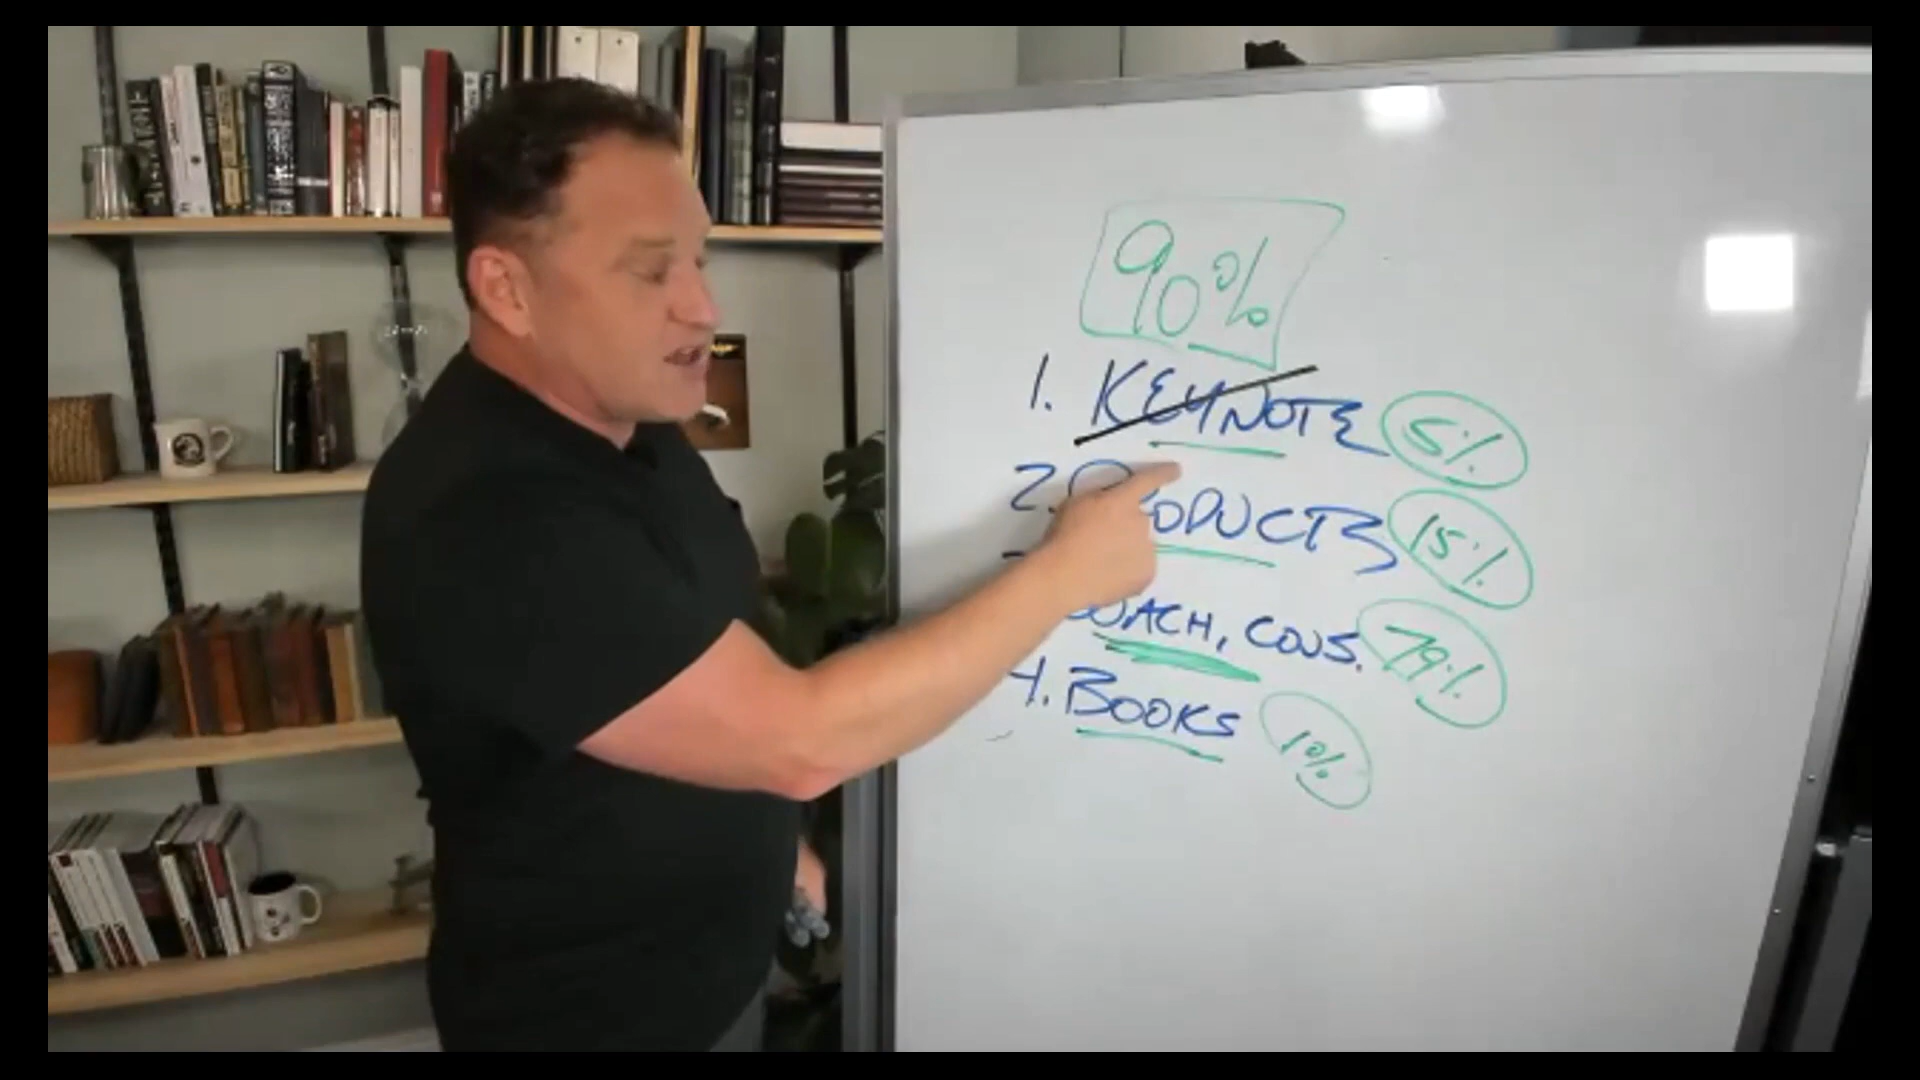 90%
1. KEYNOTE 5%
2. PRODUCTS 15%
COACH, CONS. 79%
4. BOOKS 1%